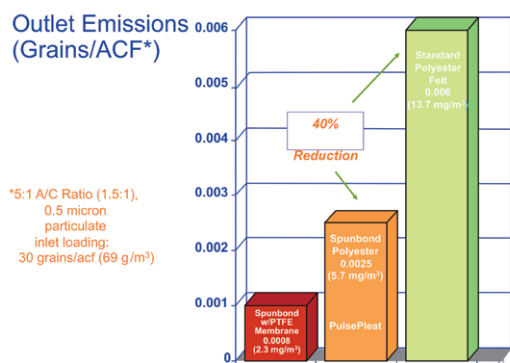 Outlet Emissions
(Grains/ACF*)
0.006
0.005
0.004
0.003
0.002
0.001
0
*5:1 A/C Ratio (1.5:1),
0.5 micron
particulate
inlet loading:
30 grains/acf (69 g/m³)
40%
Reduction
Spunbond
w/PTFE
Membrane
0.0008
(2.3 mg/m³)
Spunbond
Polyester
0.0025
(5.7 mg/m³)
PulsePleat
Standard
Polyester
Felt
0.006
(13.7 mg/m³)